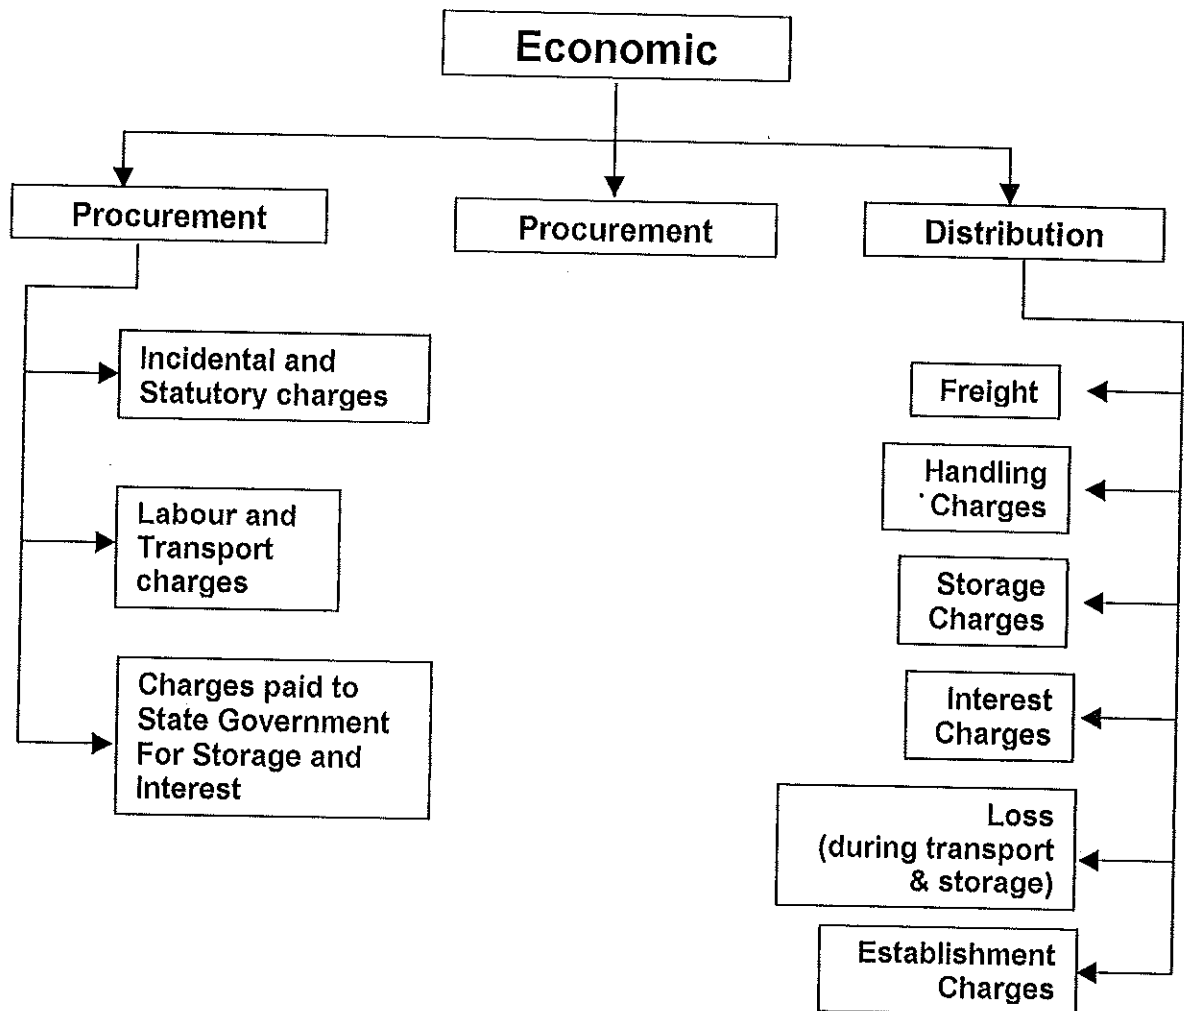 Economic
Procurement
Procurement
Distribution
Incidental and
Statutory charges
Labour and
Transport
charges
Charges paid to
State Government
For Storage and
Interest
Freight
Handling
Charges
Storage
Charges
Interest
Charges
Loss
(during transport
& storage)
Establishment
Charges